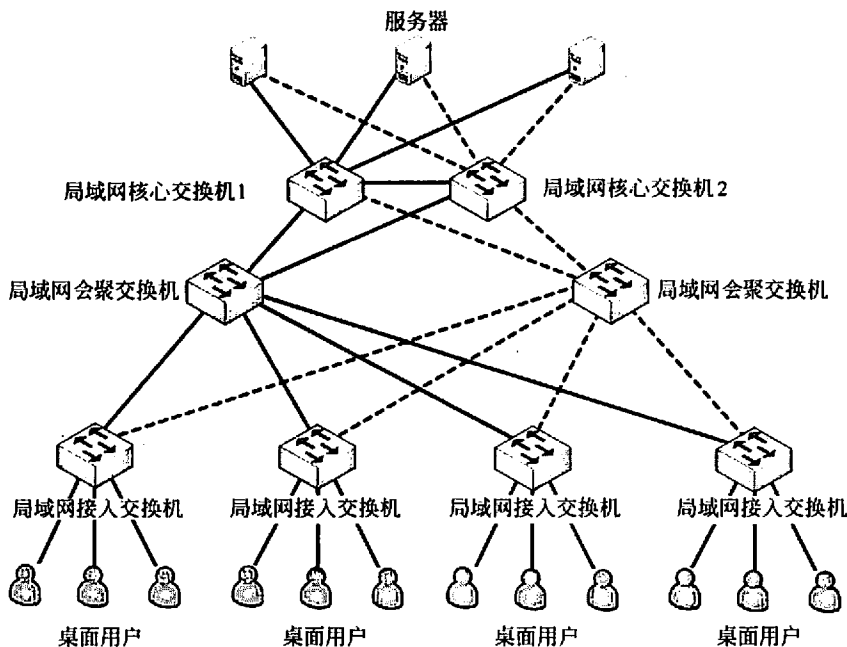 服务器
局域网核心交换机1
局域网核心交换机2
局域网会聚交换机
局域网会聚交换机
局域网接入交换机
局域网接入交换机
局域网接入交换机
局域网接入交换机
桌面用户
桌面用户
桌面用户
桌面用户